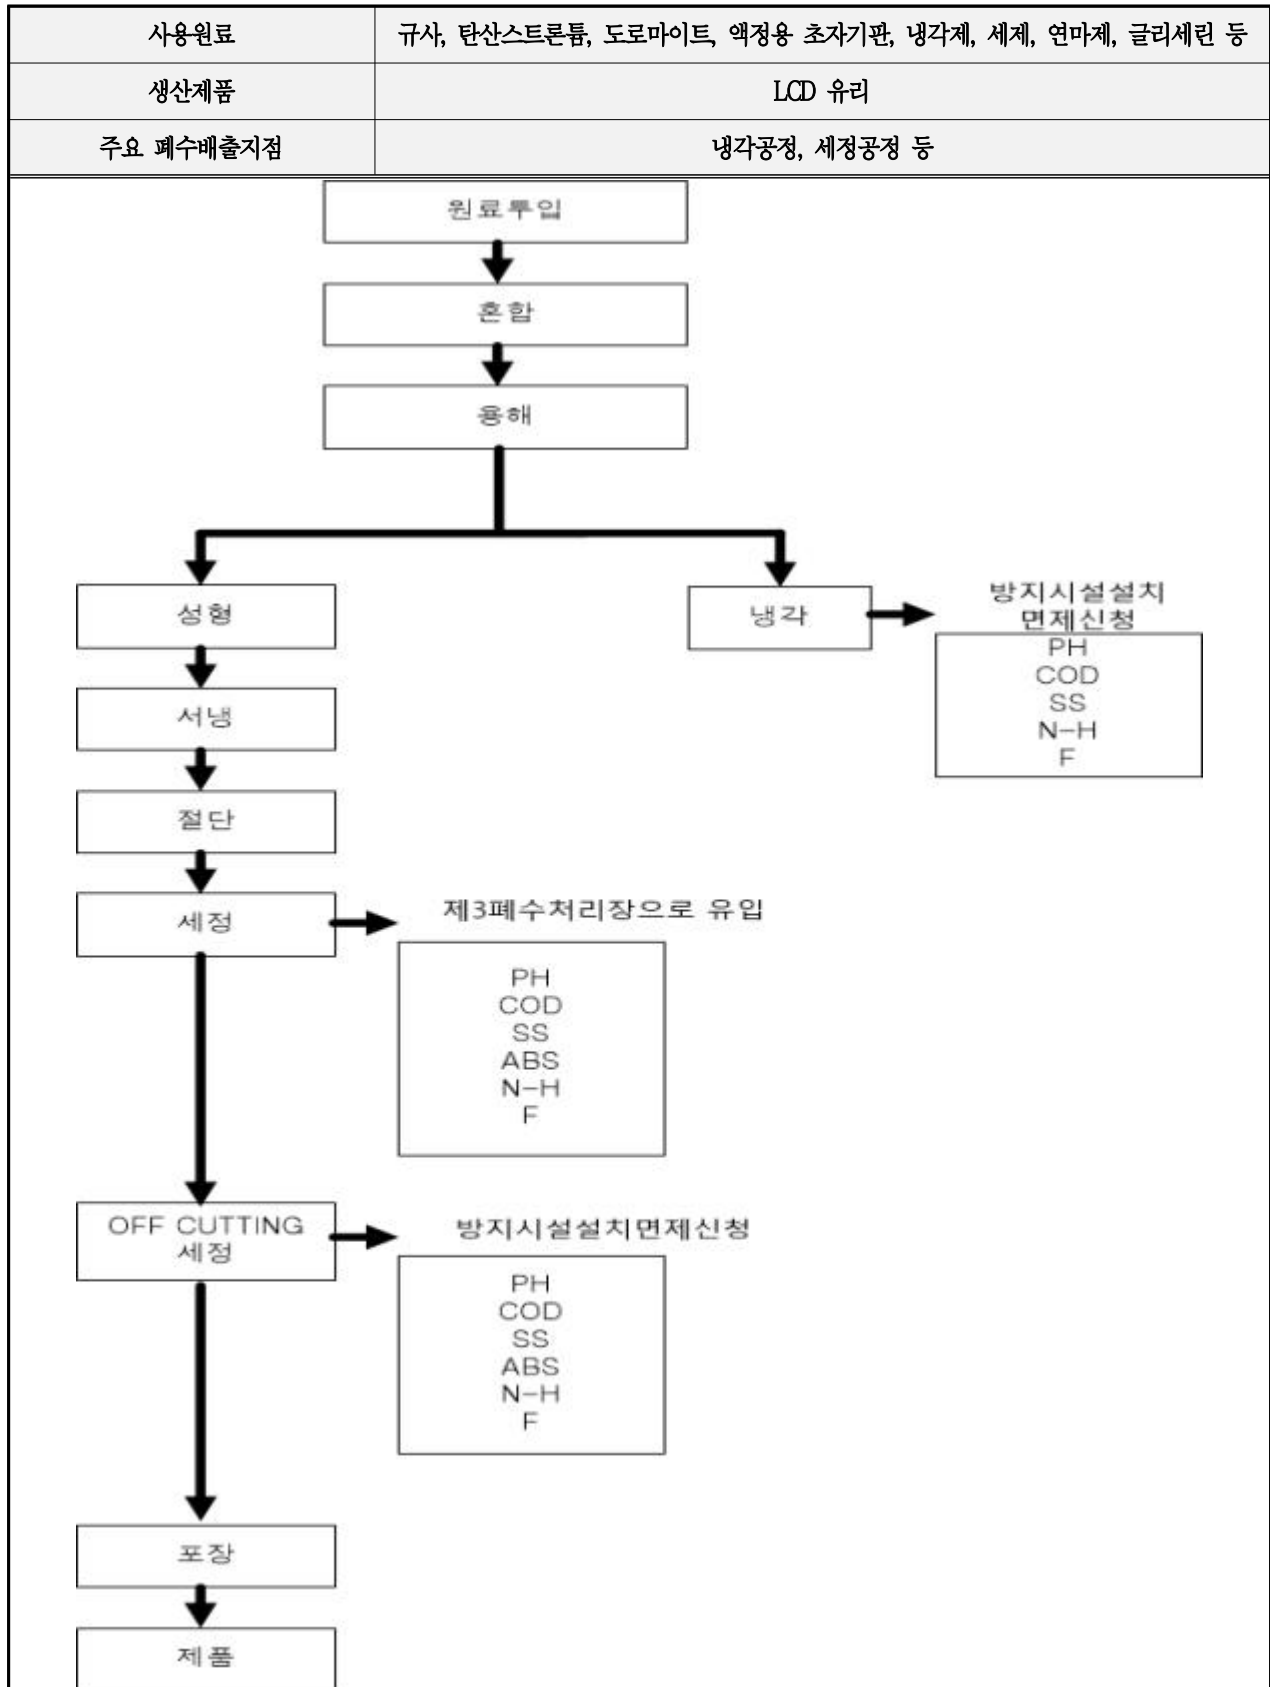 사용원료
규사, 탄산스트론튬, 도로마이트, 액정용 초자기판, 냉각제, 세제, 연마제, 글리세린 등
생산제품
LCD 유리
주요 폐수배출지점
냉각공정, 세정공정 등
원료투입
혼합
용해
성형
냉각
방지시설설치
면제신청
PH
COD
SS
N-H
F
서냉
절단
세정
제3폐수처리장으로 유입
PH
COD
SS
ABS
N-H
F
OFF CUTTING
세정
방지시설설치면제신청
PH
COD
SS
ABS
N-H
F
포장
제품